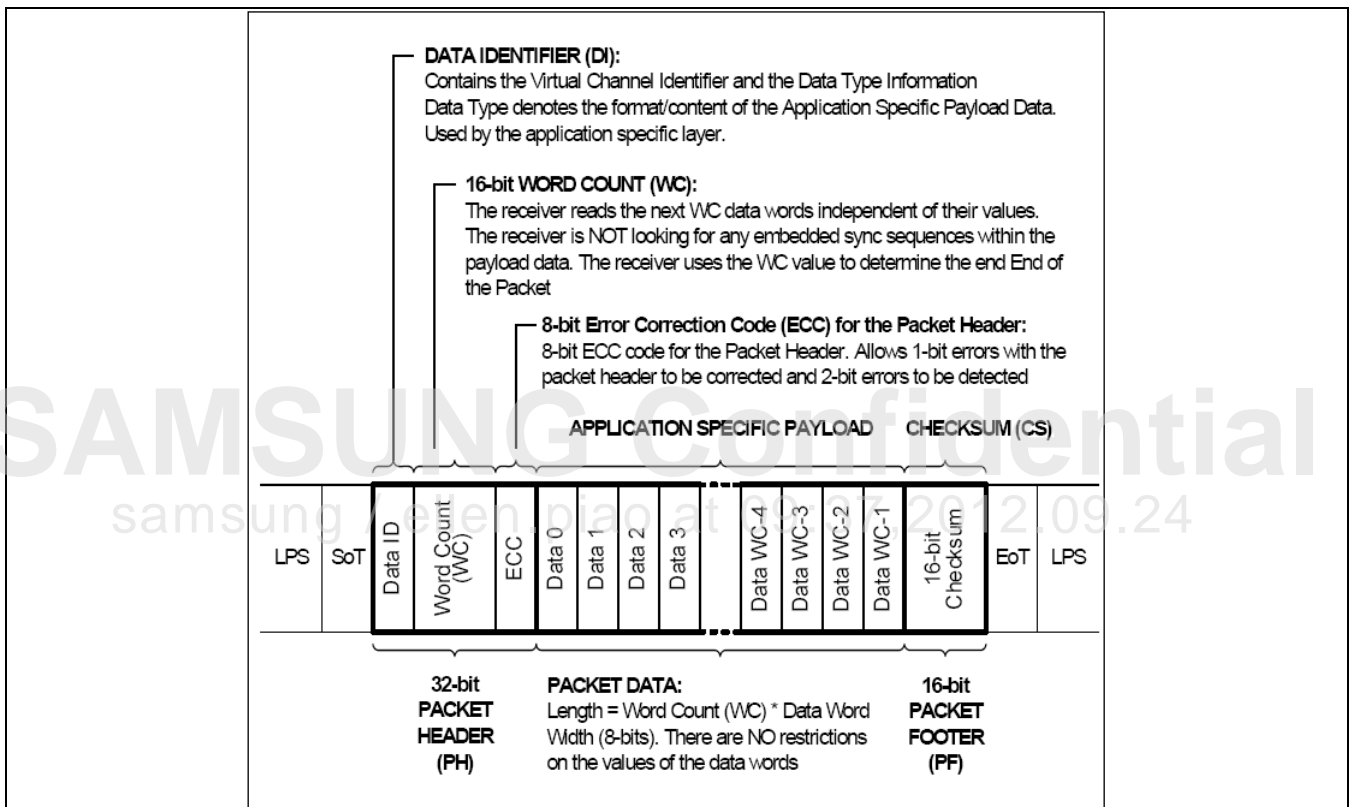 DATA IDENTIFIER (DI):
Contains the Virtual Channel Identifier and the Data Type Information
Data Type denotes the format/content of the Application Specific Payload Data.
Used by the application specific layer.
16-bit WORD COUNT (WC):
The receiver reads the next WC data words independent of their values.
The receiver is NOT looking for any embedded sync sequences within the
payload data. The receiver uses the WC value to determine the end End of
the Packet
8-bit Error Correction Code (ECC) for the Packet Header:
8-bit ECC code for the Packet Header. Allows 1-bit errors with the
packet header to be corrected and 2-bit errors to be detected
SAMSUNG Confidential
APPLICATION SPECIFIC PAYLOAD
CHECKSUM (CS)
samsung / ellen.piao at 09:37,2012.09.24
LPS
SoT
Data ID
Word Count
(WC)
ECC
Data 0
Data 1
Data 2
Data 3
Data WC-4
Data WC-3
Data WC-2
Data WC-1
16-bit
Checksum
EoT
LPS
32-bit
PACKET
HEADER
(PH)
PACKET DATA:
Length = Word Count (WC) * Data Word
Width (8-bits). There are NO restrictions
on the values of the data words
16-bit
PACKET
FOOTER
(PF)